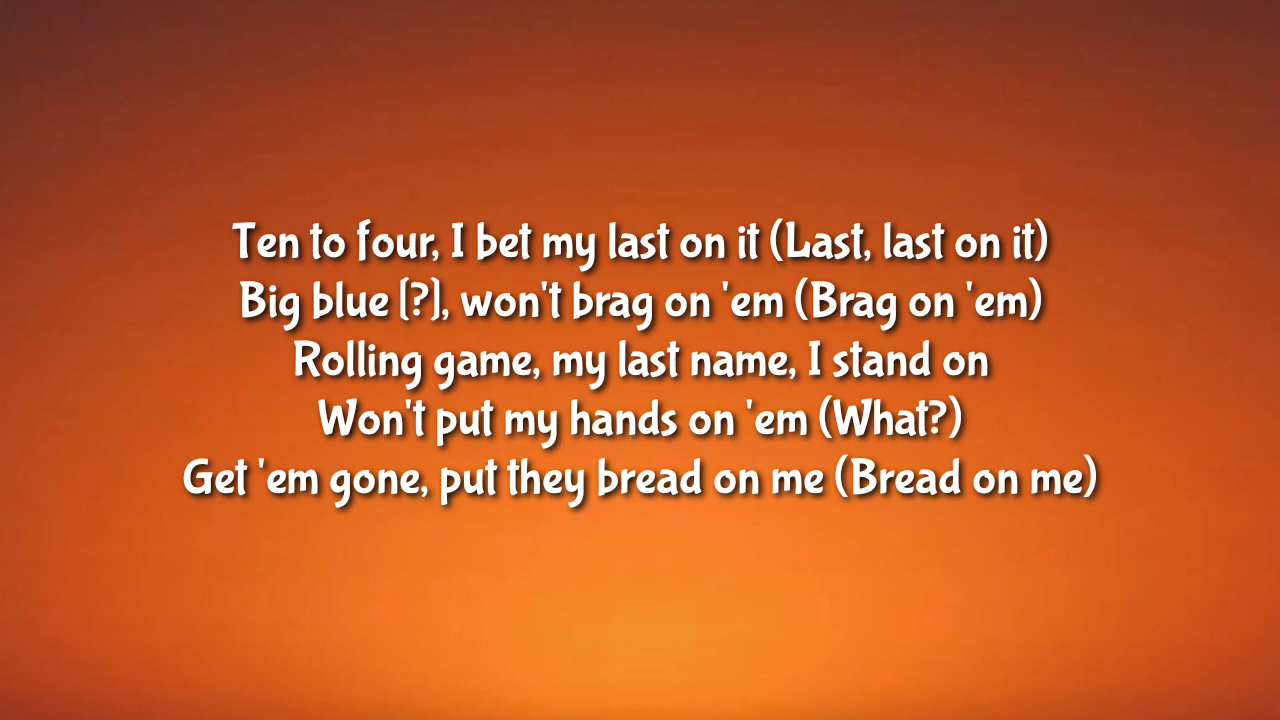 Ten to four, I bet my last on it (Last, last on it)
Big blue [?], won't brag on 'em (Brag on 'em)
Rolling game, my last name, I stand on
Won't put my hands on 'em (What?)
Get 'em gone, put they bread on me (Bread on me)